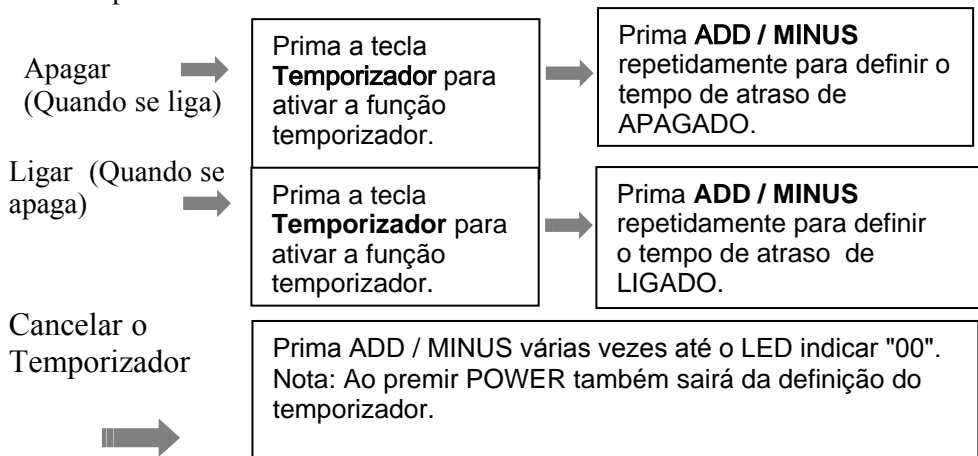 Apagar
(Quando se liga)
Prima a tecla
Temporizador para
ativar a função
temporizador.
Prima ADD / MINUS
repetidamente para definir o
tempo de atraso de
APAGADO.
Ligar (Quando se
apaga)
Prima a tecla
Temporizador para
ativar a função
temporizador.
Prima ADD / MINUS
repetidamente para definir
o tempo de atraso de
LIGADO.
Cancelar o
Temporizador
Prima ADD / MINUS várias vezes até o LED indicar "00".
Nota: Ao premir POWER também sairá da definição do
temporizador.